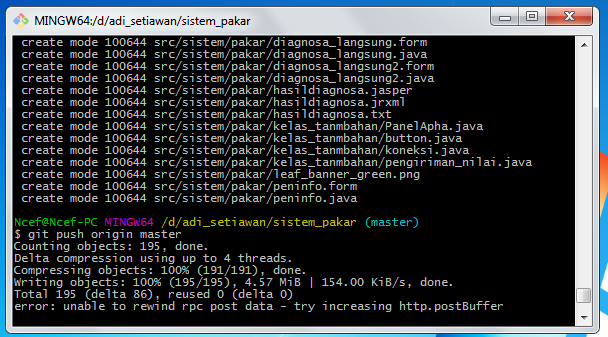 MINGW64:/d/adi_setiawan/sistem_pakar
create mode 100644 src/sistem/pakar/diagnosa_langsung.form
create mode 100644 src/sistem/pakar/diagnosa_langsung.java
create mode 100644 src/sistem/pakar/diagnosa_langsung2.form
create mode 100644 src/sistem/pakar/diagnosa_langsung2.java
create mode 100644 src/sistem/pakar/hasildiagnosa.jasper
create mode 100644 src/sistem/pakar/hasildiagnosa.jrxml
create mode 100644 src/sistem/pakar/hasildiagnosa.txt
create mode 100644 src/sistem/pakar/kelas_tanmbahan/PanelApha.java
create mode 100644 src/sistem/pakar/kelas_tanmbahan/button.java
create mode 100644 src/sistem/pakar/kelas_tanmbahan/koneksi.java
create mode 100644 src/sistem/pakar/kelas_tanmbahan/pengiriman_nilai.java
create mode 100644 src/sistem/pakar/leaf_banner_green.png
create mode 100644 src/sistem/pakar/peninfo.form
create mode 100644 src/sistem/pakar/peninfo.java
Ncef@Ncef-PC MINGW64 /d/adi_setiawan/sistem_pakar (master)
$ git push origin master
Counting objects: 195, done.
Delta compression using up to 4 threads.
Compressing objects: 100% (191/191), done.
Writing objects: 100% (195/195), 4.57 MiB | 154.00 KiB/s, done.
Total 195 (delta 86), reused 0 (delta 0)
error: unable to rewind rpc post data - try increasing http.postBuffer